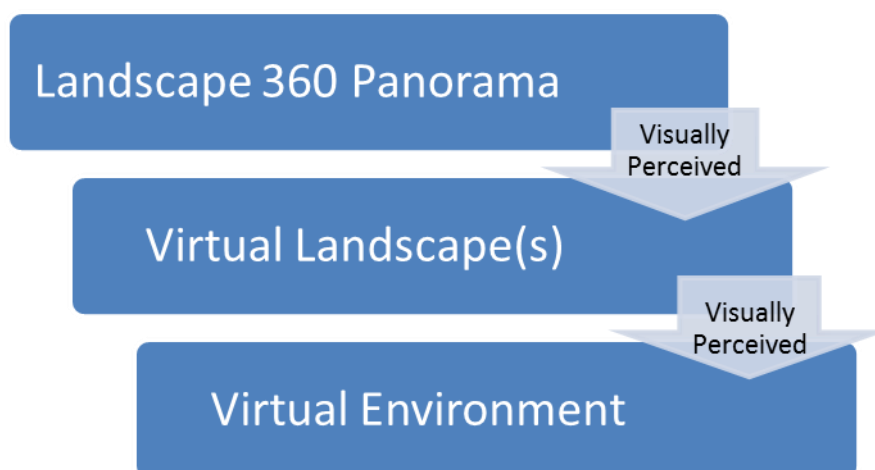 Landscape 360 Panorama
Visually
Perceived
Virtual Landscape(s)
Visually
Perceived
Virtual Environment